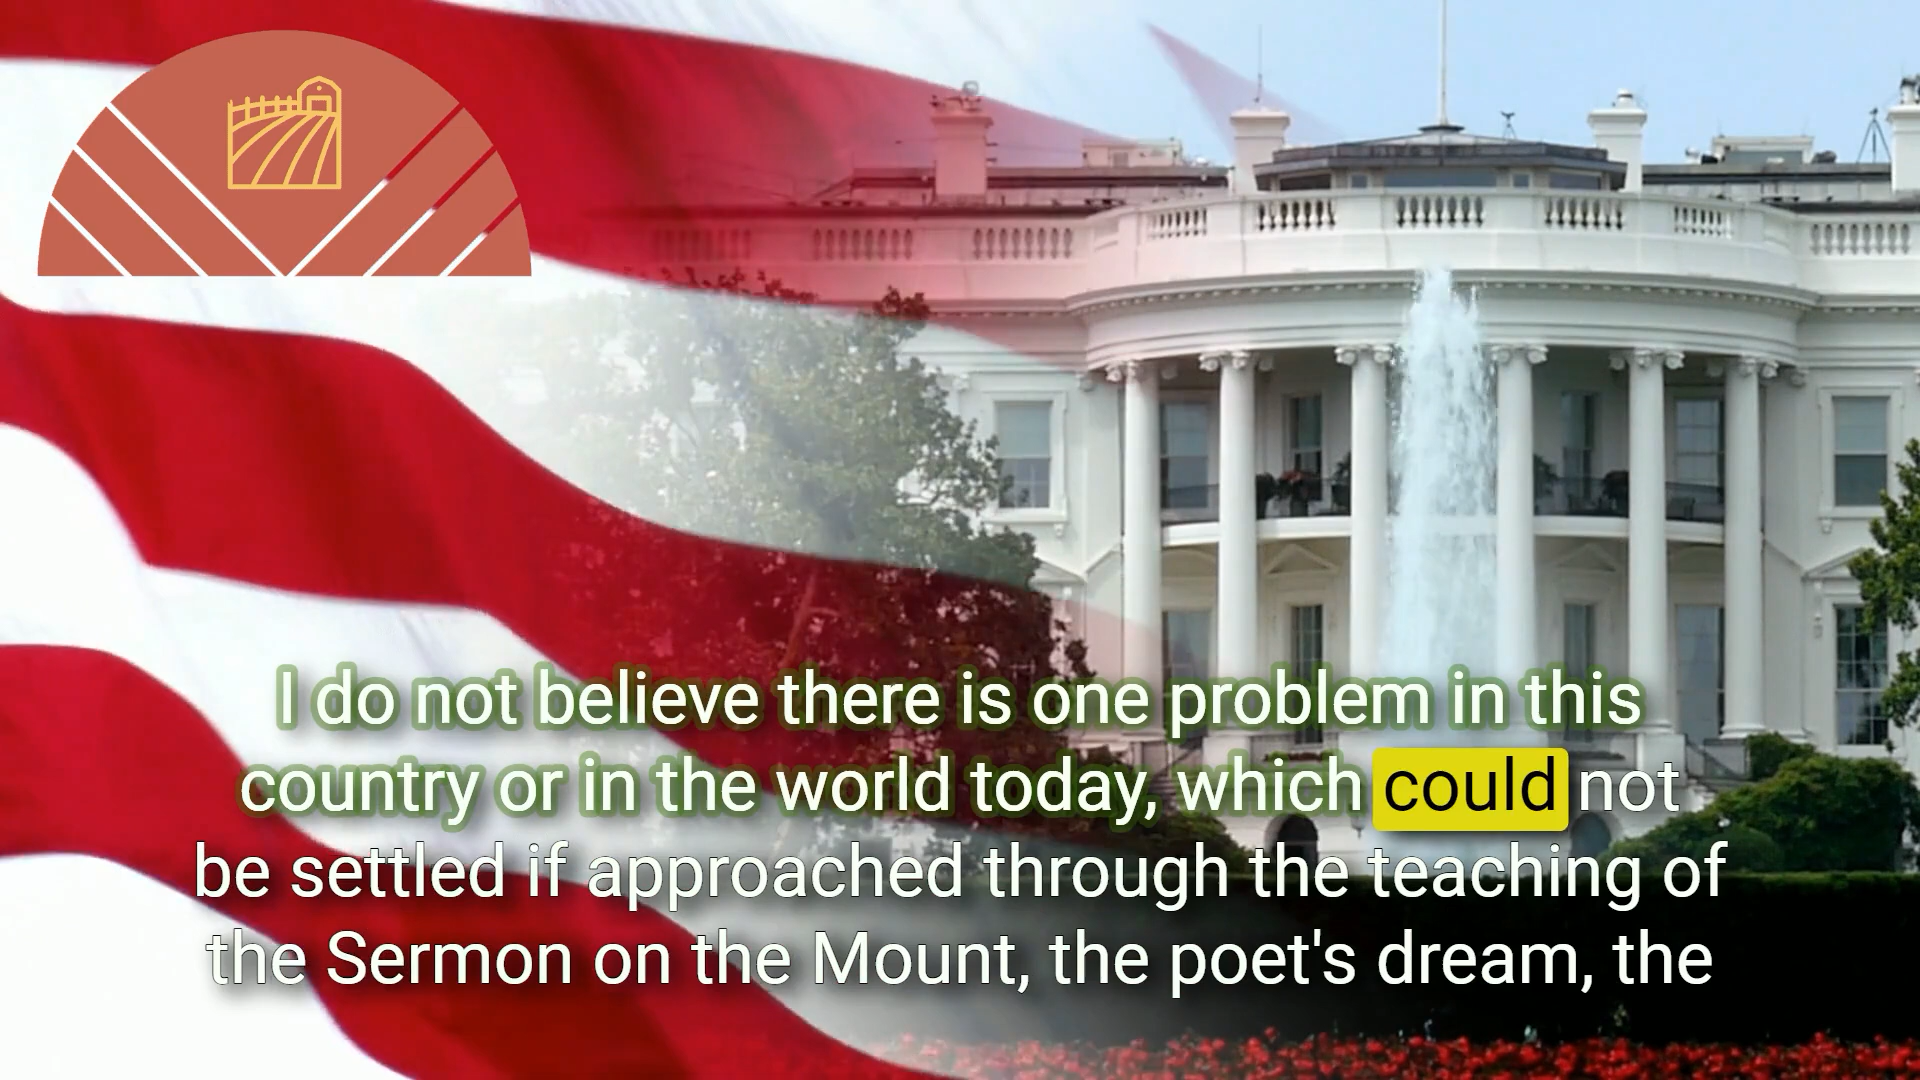 I do not believe there is one problem in this
country or in the world today, which could not
be settled if approached through the teaching of
the Sermon on the Mount, the poet's dream, the